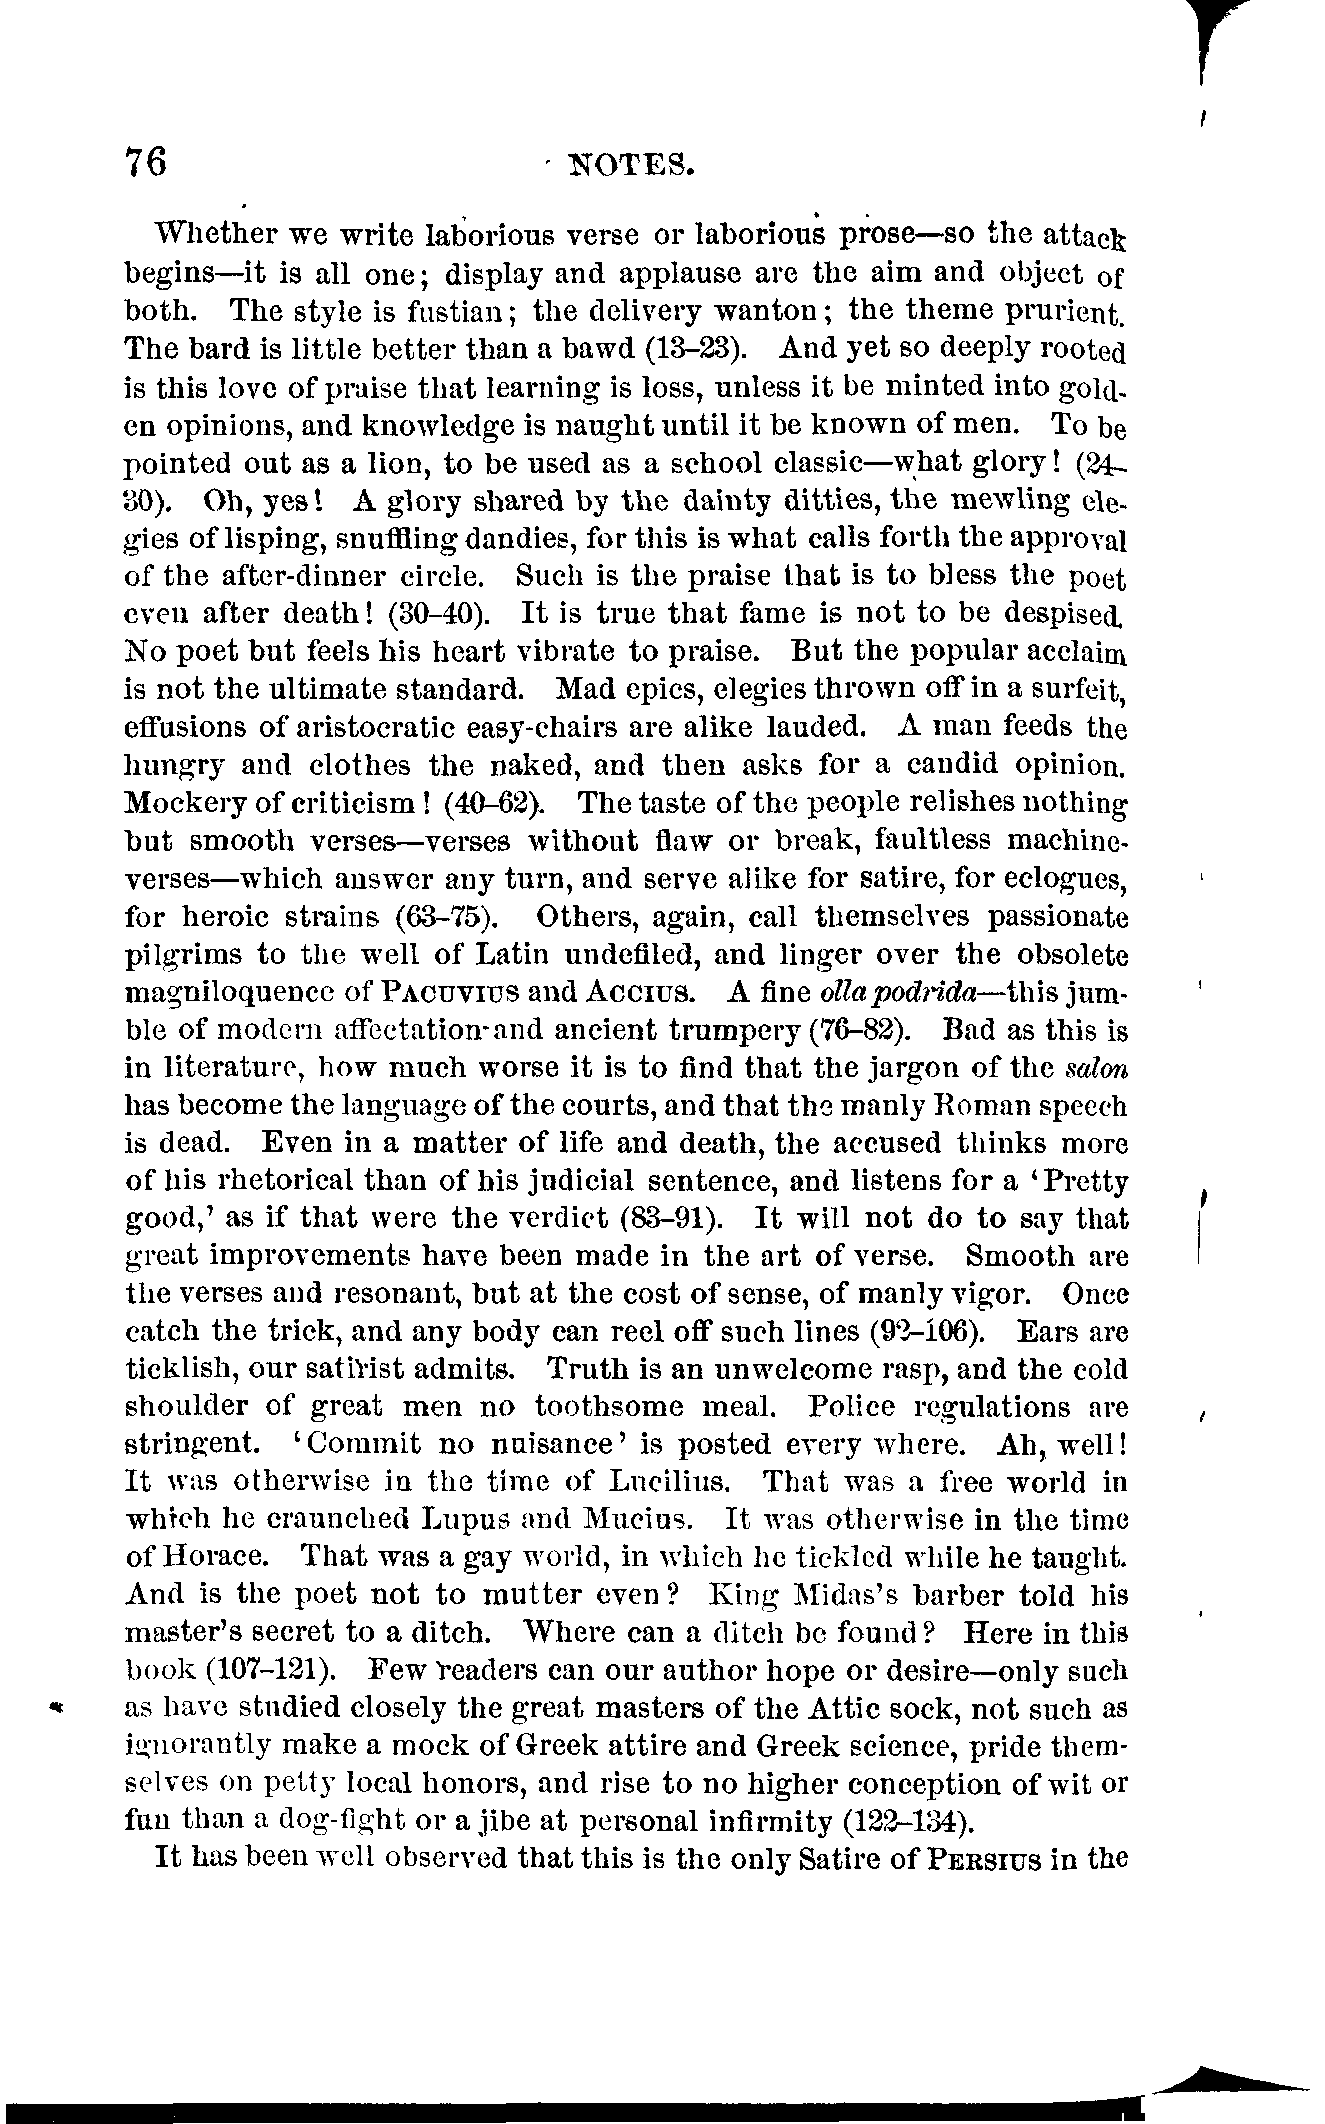 76 NOTES.
Whether we write laborious verse or laborious prose—so the attack
begins—it is all one; display and applause are the aim and object of
both. The style is fustian; the delivery wanton; the theme prurient.
The bard is little better than a bawd (13–23). And yet so deeply rooted
is this love of praise that learning is loss, unless it be minted into gold-
en opinions, and knowledge is naught until it be known of men. To be
pointed out as a lion, to be used as a school classic—what glory! (24–
30). Oh, yes! A glory shared by the dainty ditties, the mewling ele-
gies of lisping, snuffling dandies, for this is what calls forth the approval
of the after-dinner circle. Such is the praise that is to bless the poet
even after death! (30–40). It is true that fame is not to be despised.
No poet but feels his heart vibrate to praise. But the popular acclaim
is not the ultimate standard. Mad epics, elegies thrown off in a surfeit,
effusions of aristocratic easy-chairs are alike lauded. A man feeds the
hungry and clothes the naked, and then asks for a candid opinion.
Mockery of criticism! (40–62). The taste of the people relishes nothing
but smooth verses—verses without flaw or break, faultless machine-
verses—which answer any turn, and serve alike for satire, for eclogues,
for heroic strains (63–75). Others, again, call themselves passionate
pilgrims to the well of Latin undefiled, and linger over the obsolete
magniloquence of PACUVIUS and ACCIUS. A fine olla podrida—this jum-
ble of modern affectation and ancient trumpery (76–82). Bad as this is
in literature, how much worse it is to find that the jargon of the salon
has become the language of the courts, and that the manly Roman speech
is dead. Even in a matter of life and death, the accused thinks more
of his rhetorical than of his judicial sentence, and listens for a ‘Pretty
good,’ as if that were the verdict (83–91). It will not do to say that
great improvements have been made in the art of verse. Smooth are
the verses and resonant, but at the cost of sense, of manly vigor. Once
catch the trick, and any body can reel off such lines (92–106). Ears are
ticklish, our satirist admits. Truth is an unwelcome rasp, and the cold
shoulder of great men no toothsome meal. Police regulations are
stringent. ‘Commit no nuisance’ is posted every where. Ah, well!
It was otherwise in the time of Lucilius. That was a free world in
which he craunched Lupus and Mucius. It was otherwise in the time
of Horace. That was a gay world, in which he tickled while he taught.
And is the poet not to mutter even? King Midas's barber told his
master's secret to a ditch. Where can a ditch be found? Here in this
book (107–121). Few readers can our author hope or desire—only such
as have studied closely the great masters of the Attic sock, not such as
ignorantly make a mock of Greek attire and Greek science, pride them-
selves on petty local honors, and rise to no higher conception of wit or
fun than a dog-fight or a jibe at personal infirmity (122–134).
It has been well observed that this is the only Satire of PERSIUS in the